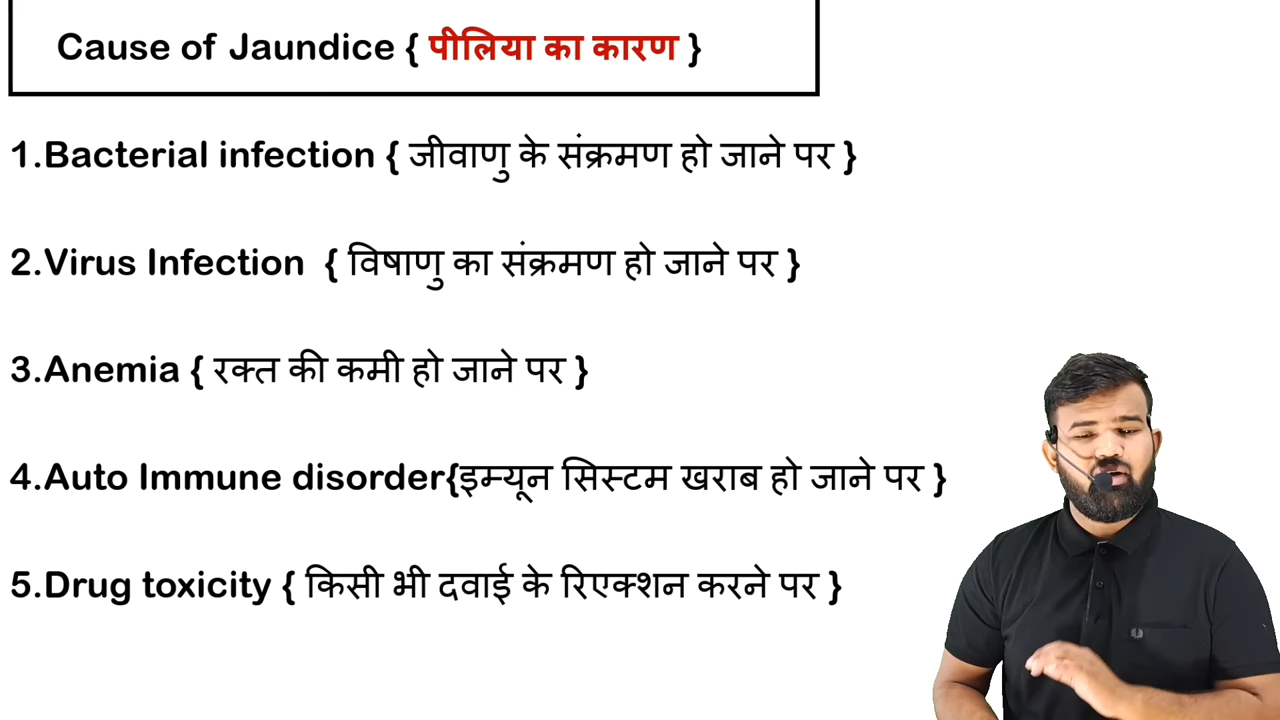 Cause of Jaundice { पीलिया का कारण }
1.Bacterial infection { जीवाणु के संक्रमण हो जाने पर }
2.Virus Infection { विषाणु का संक्रमण हो जाने पर }
3.Anemia { रक्त की कमी हो जाने पर }
4.Auto Immune disorder{इम्यून सिस्टम खराब हो जाने पर }
5.Drug toxicity { किसी भी दवाई के रिएक्शन करने पर }